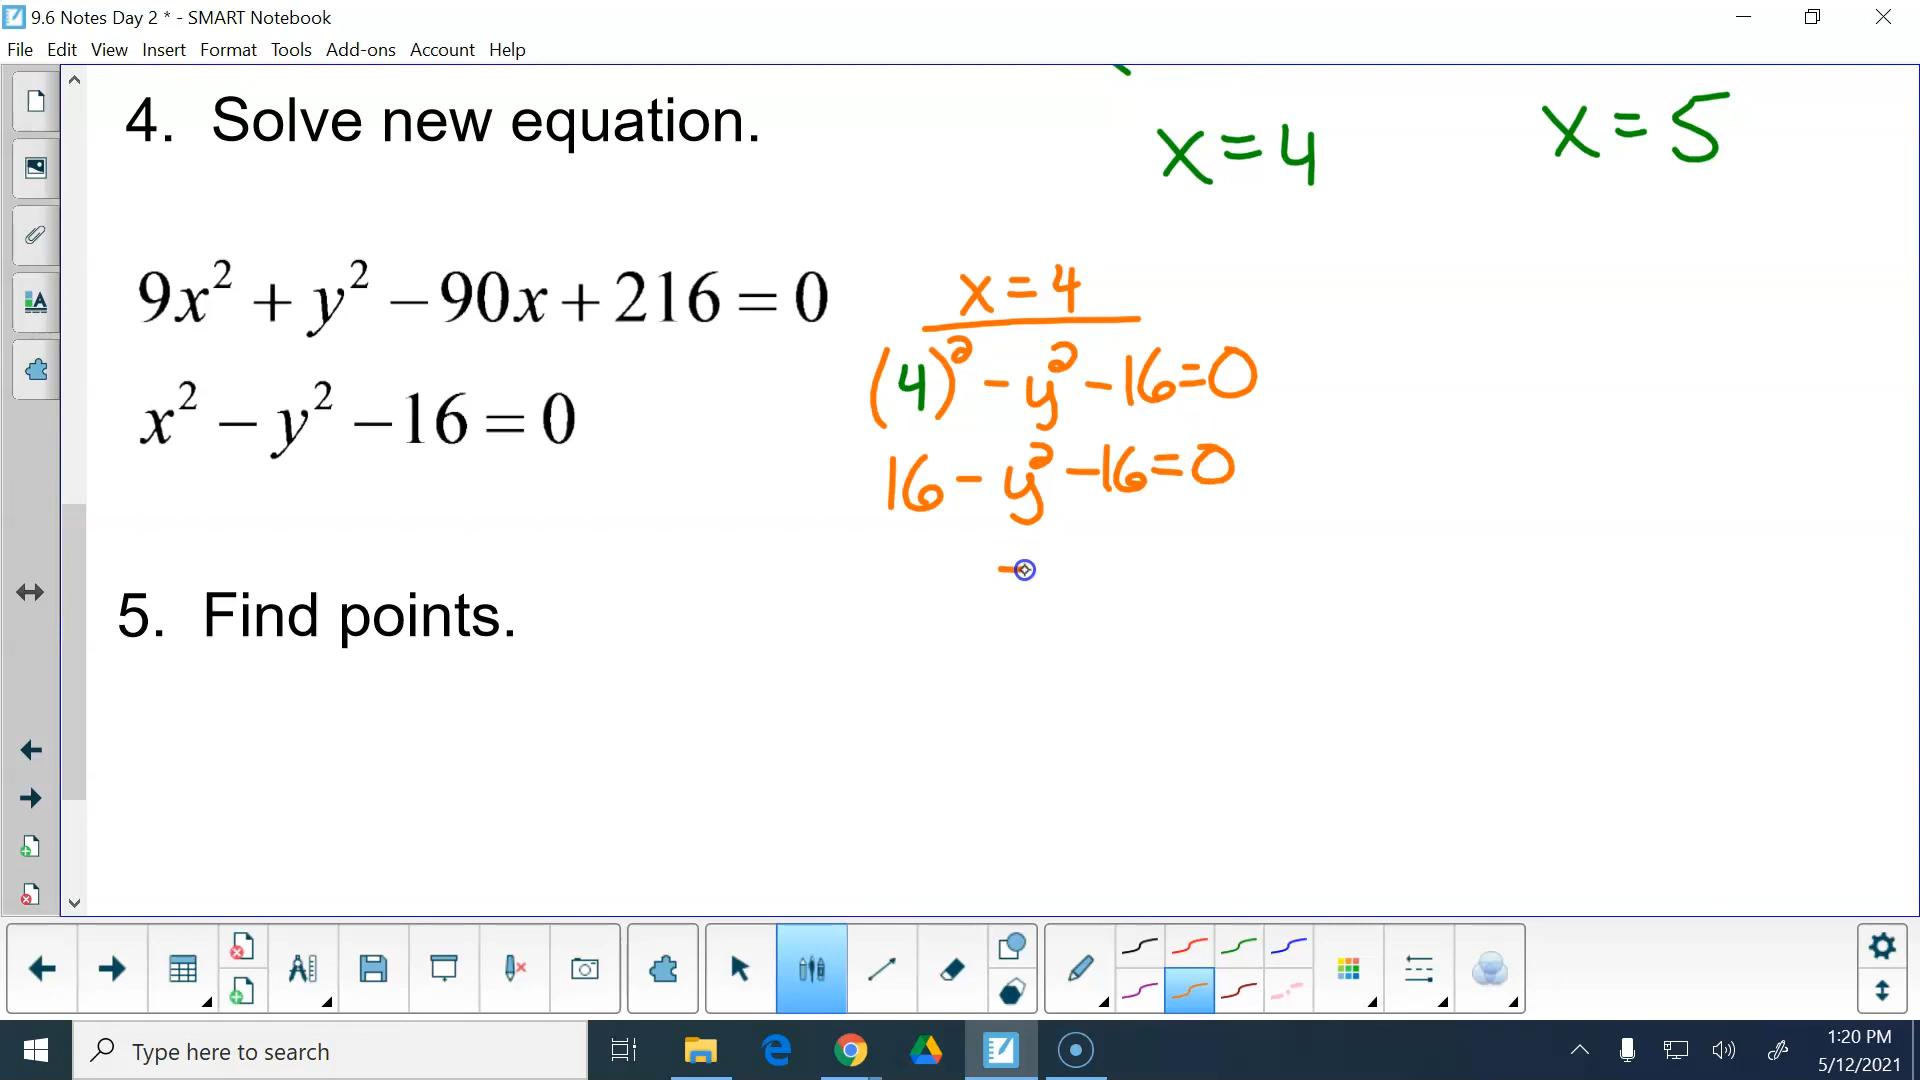 9.6 Notes Day 2 * - SMART Notebook
File Edit View Insert Format Tools Add-ons Account Help
4. Solve new equation.
x = 4
x = 5
9x² + y² − 90x + 216 = 0
x² − y² − 16 = 0
x = 4
(4)² − y² − 16 = 0
16 − y² − 16 = 0
−
5. Find points.
Type here to search
1:20 PM
5/12/2021